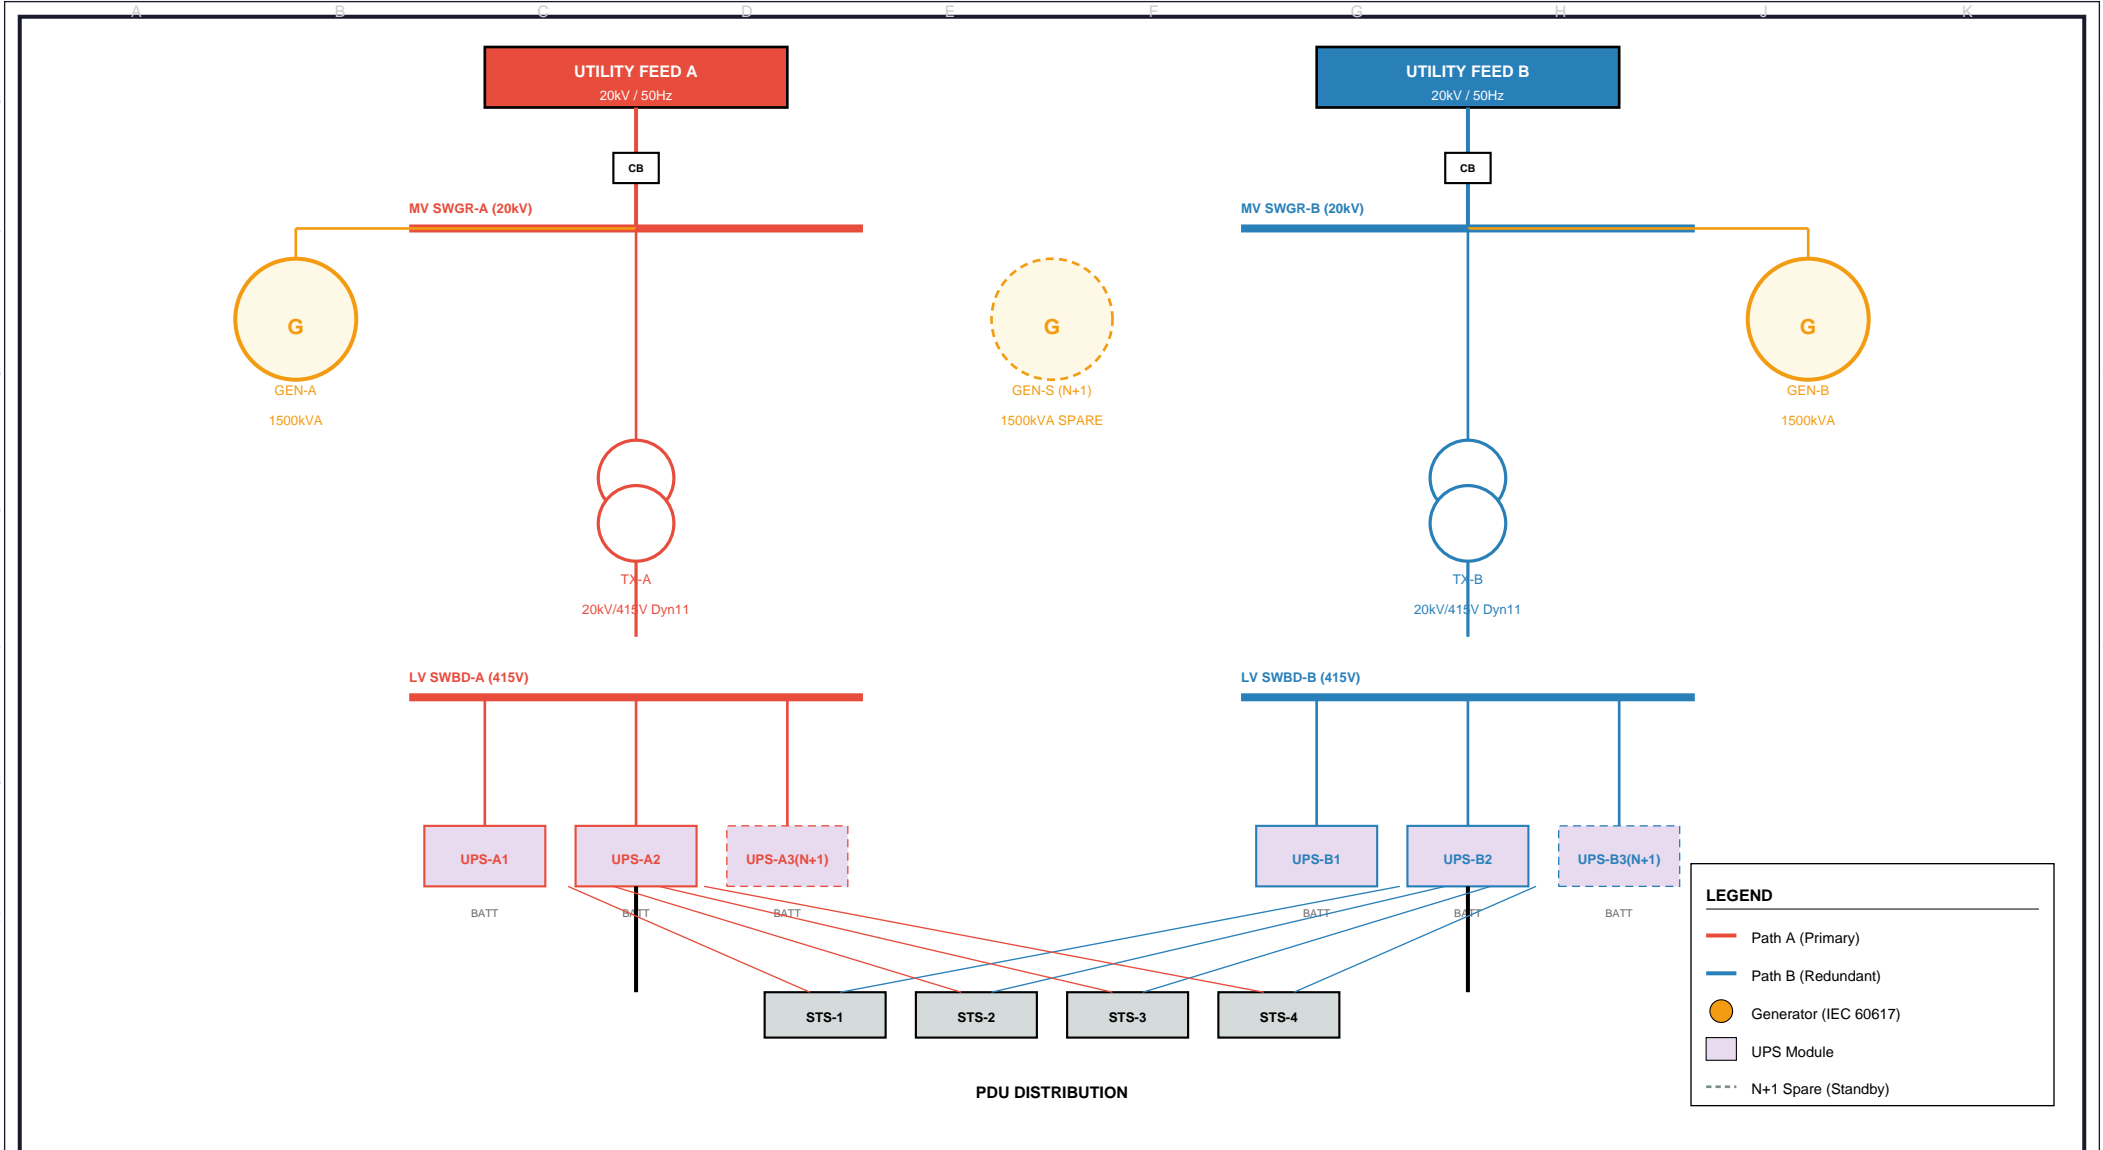 A B C D E F G H J K
UTILITY FEED A
20kV / 50Hz
UTILITY FEED B
20kV / 50Hz
CB
CB
MV SWGR-A (20kV)
MV SWGR-B (20kV)
G
GEN-A
1500kVA
G
GEN-S (N+1)
1500kVA SPARE
G
GEN-B
1500kVA
TX-A
20kV/415V Dyn11
TX-B
20kV/415V Dyn11
LV SWBD-A (415V)
LV SWBD-B (415V)
UPS-A1
UPS-A2
UPS-A3(N+1)
UPS-B1
UPS-B2
UPS-B3(N+1)
BATT
BATT
BATT
BATT
BATT
BATT
STS-1
STS-2
STS-3
STS-4
PDU DISTRIBUTION
LEGEND
Path A (Primary)
Path B (Redundant)
Generator (IEC 60617)
UPS Module
N+1 Spare (Standby)